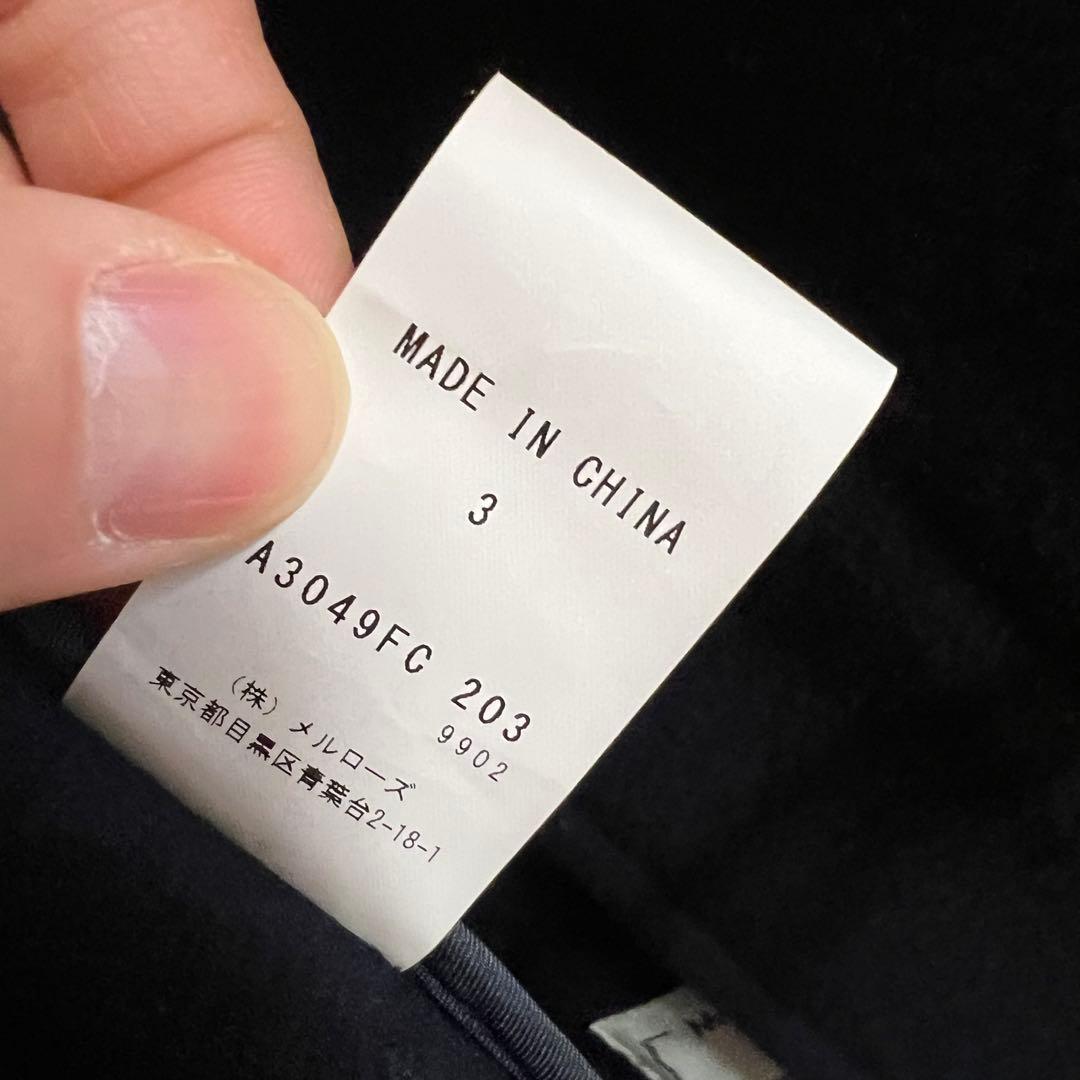 MADE IN CHINA
3
A3049FC 203
9902
(株)メルローズ
東京都目黒区青葉台2-18-1